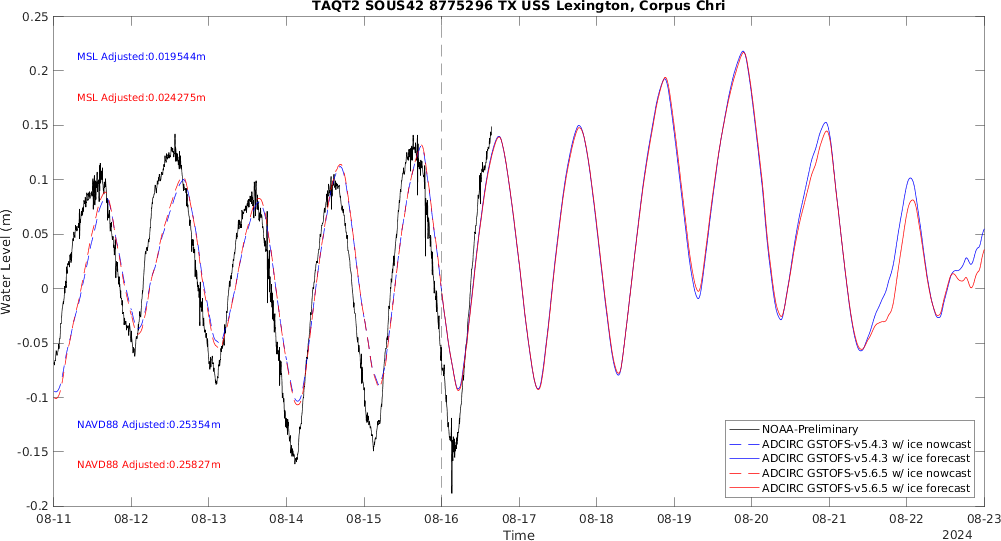 TAQT2 SOUS42 8775296 TX USS Lexington, Corpus Chri
0.25
0.2
0.15
0.1
0.05
0
-0.05
-0.1
-0.15
-0.2
Water Level (m)
MSL Adjusted:0.019544m
MSL Adjusted:0.024275m
NAVD88 Adjusted:0.25354m
NAVD88 Adjusted:0.25827m
NOAA-Preliminary
ADCIRC GSTOFS-v5.4.3 w/ ice nowcast
ADCIRC GSTOFS-v5.4.3 w/ ice forecast
ADCIRC GSTOFS-v5.6.5 w/ ice nowcast
ADCIRC GSTOFS-v5.6.5 w/ ice forecast
08-11 08-12 08-13 08-14 08-15 08-16 08-17 08-18 08-19 08-20 08-21 08-22 08-23
Time
2024